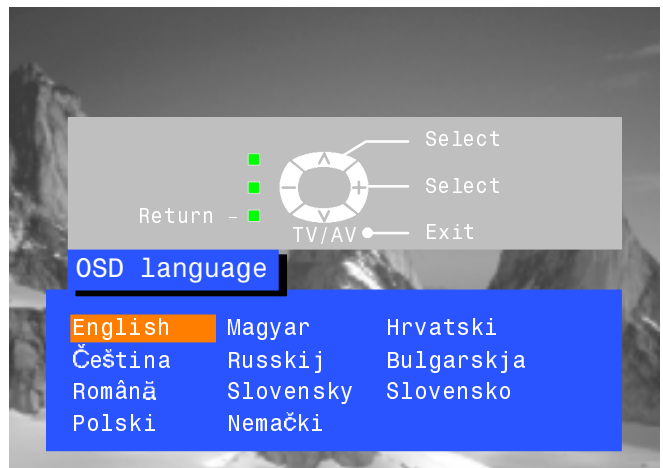 Select
Select
Return –
TV/AV
Exit
OSD language
English Magyar Hrvatski
Čeština Russkij Bulgarskja
Română Slovensky Slovensko
Polski Nemački